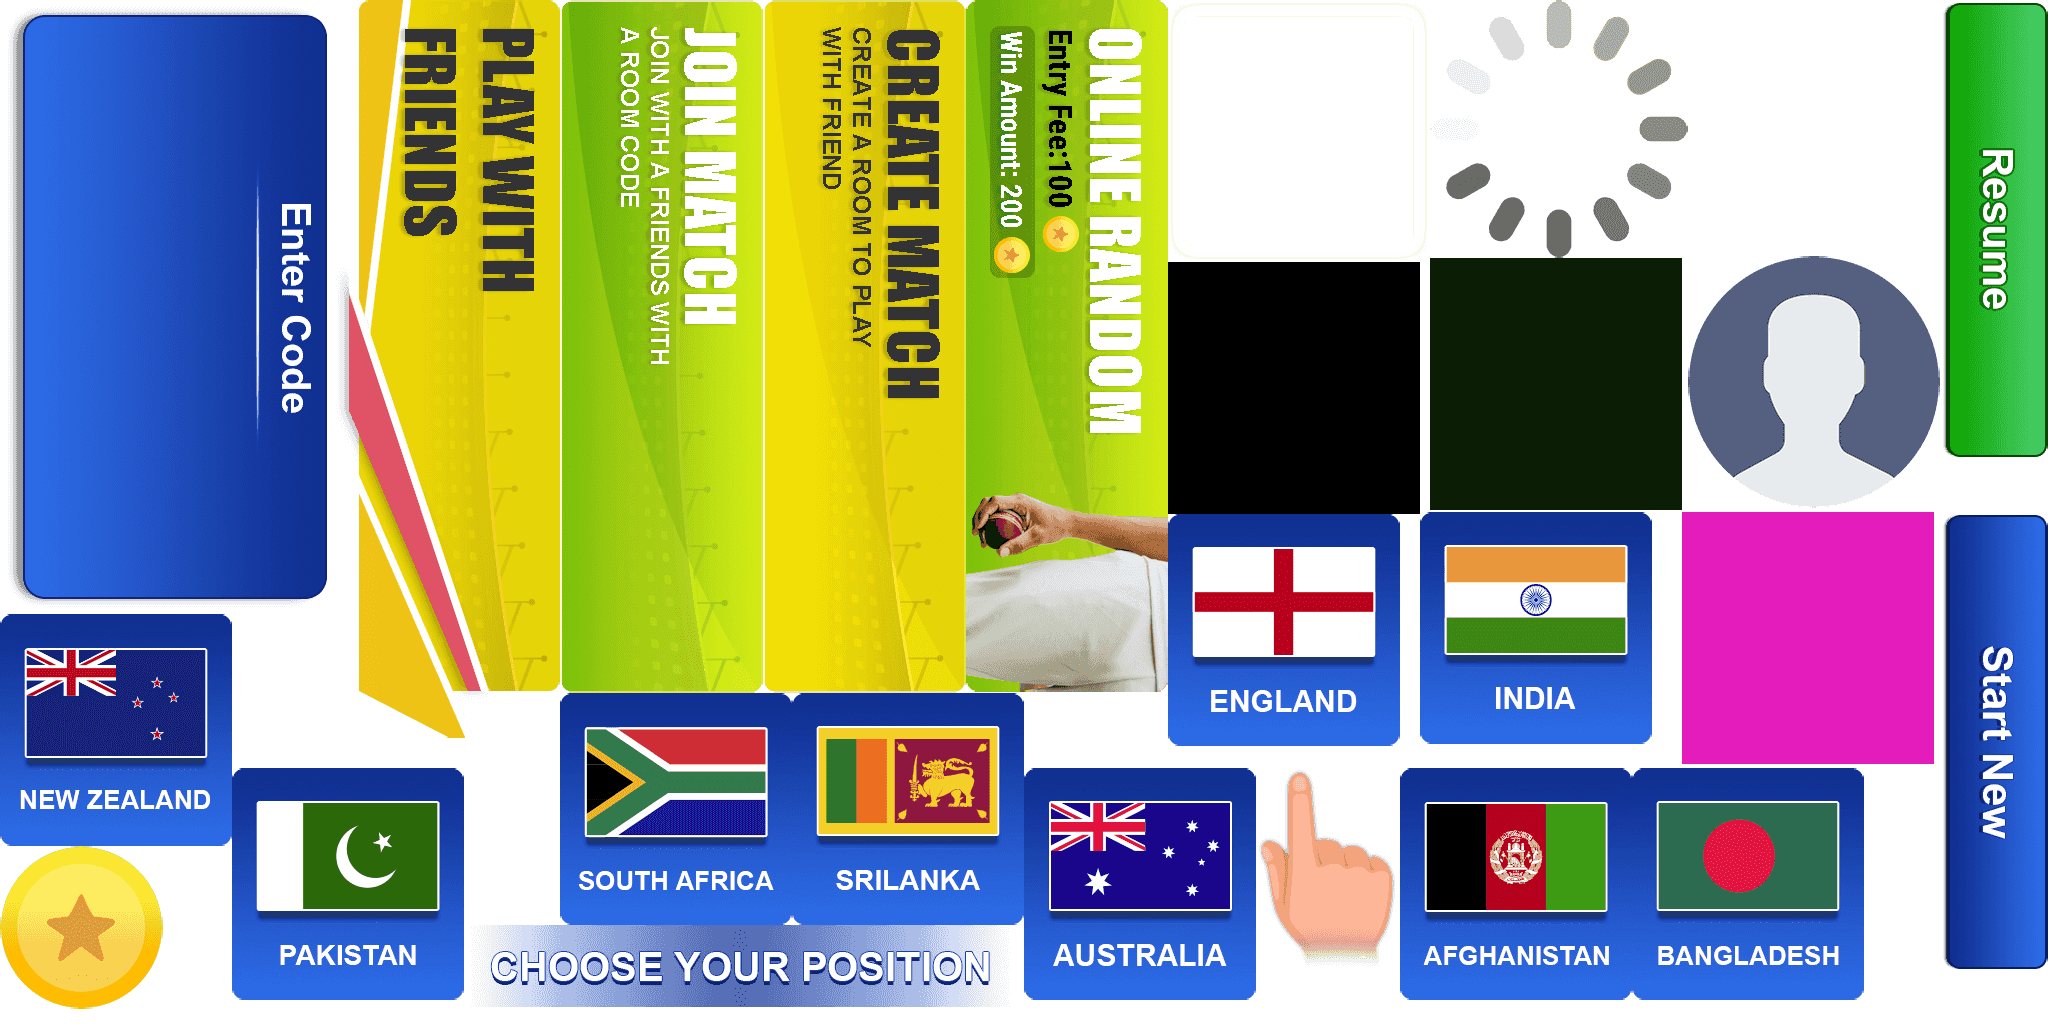 Enter Code
PLAY WITH
FRIENDS
JOIN MATCH
JOIN WITH A FRIENDS WITH
A ROOM CODE
CREATE MATCH
CREATE A ROOM TO PLAY
WITH FRIEND
ONLINE RANDOM
Entry Fee:100
Win Amount: 200
Resume
ENGLAND
INDIA
Start New
NEW ZEALAND
PAKISTAN
SOUTH AFRICA
SRILANKA
AUSTRALIA
AFGHANISTAN
BANGLADESH
CHOOSE YOUR POSITION